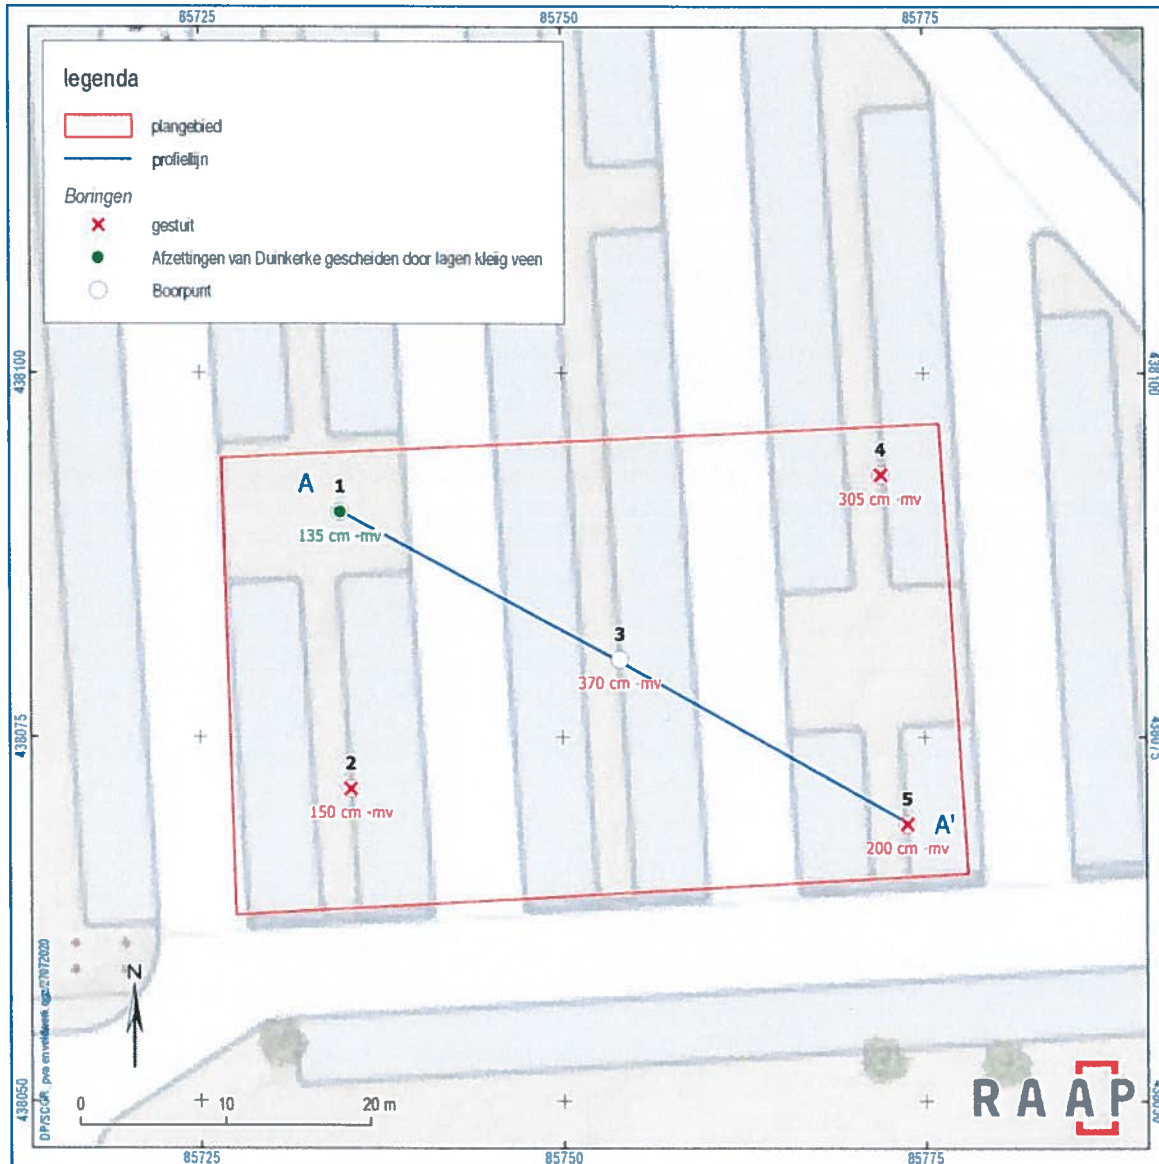 85725 85750 85775
legenda
plangebied
profiellijn
Boringen
gestuit
Afzettingen van Duinkerke gescheiden door lagen kleiig veen
Boorpunt
438100 438100
4
305 cm -mv
A 1
135 cm -mv
3
370 cm -mv
438075 438075
2
150 cm -mv
5
A'
200 cm -mv
N
438050 438050
0 10 20 m
RAAP
85725 85750 85775